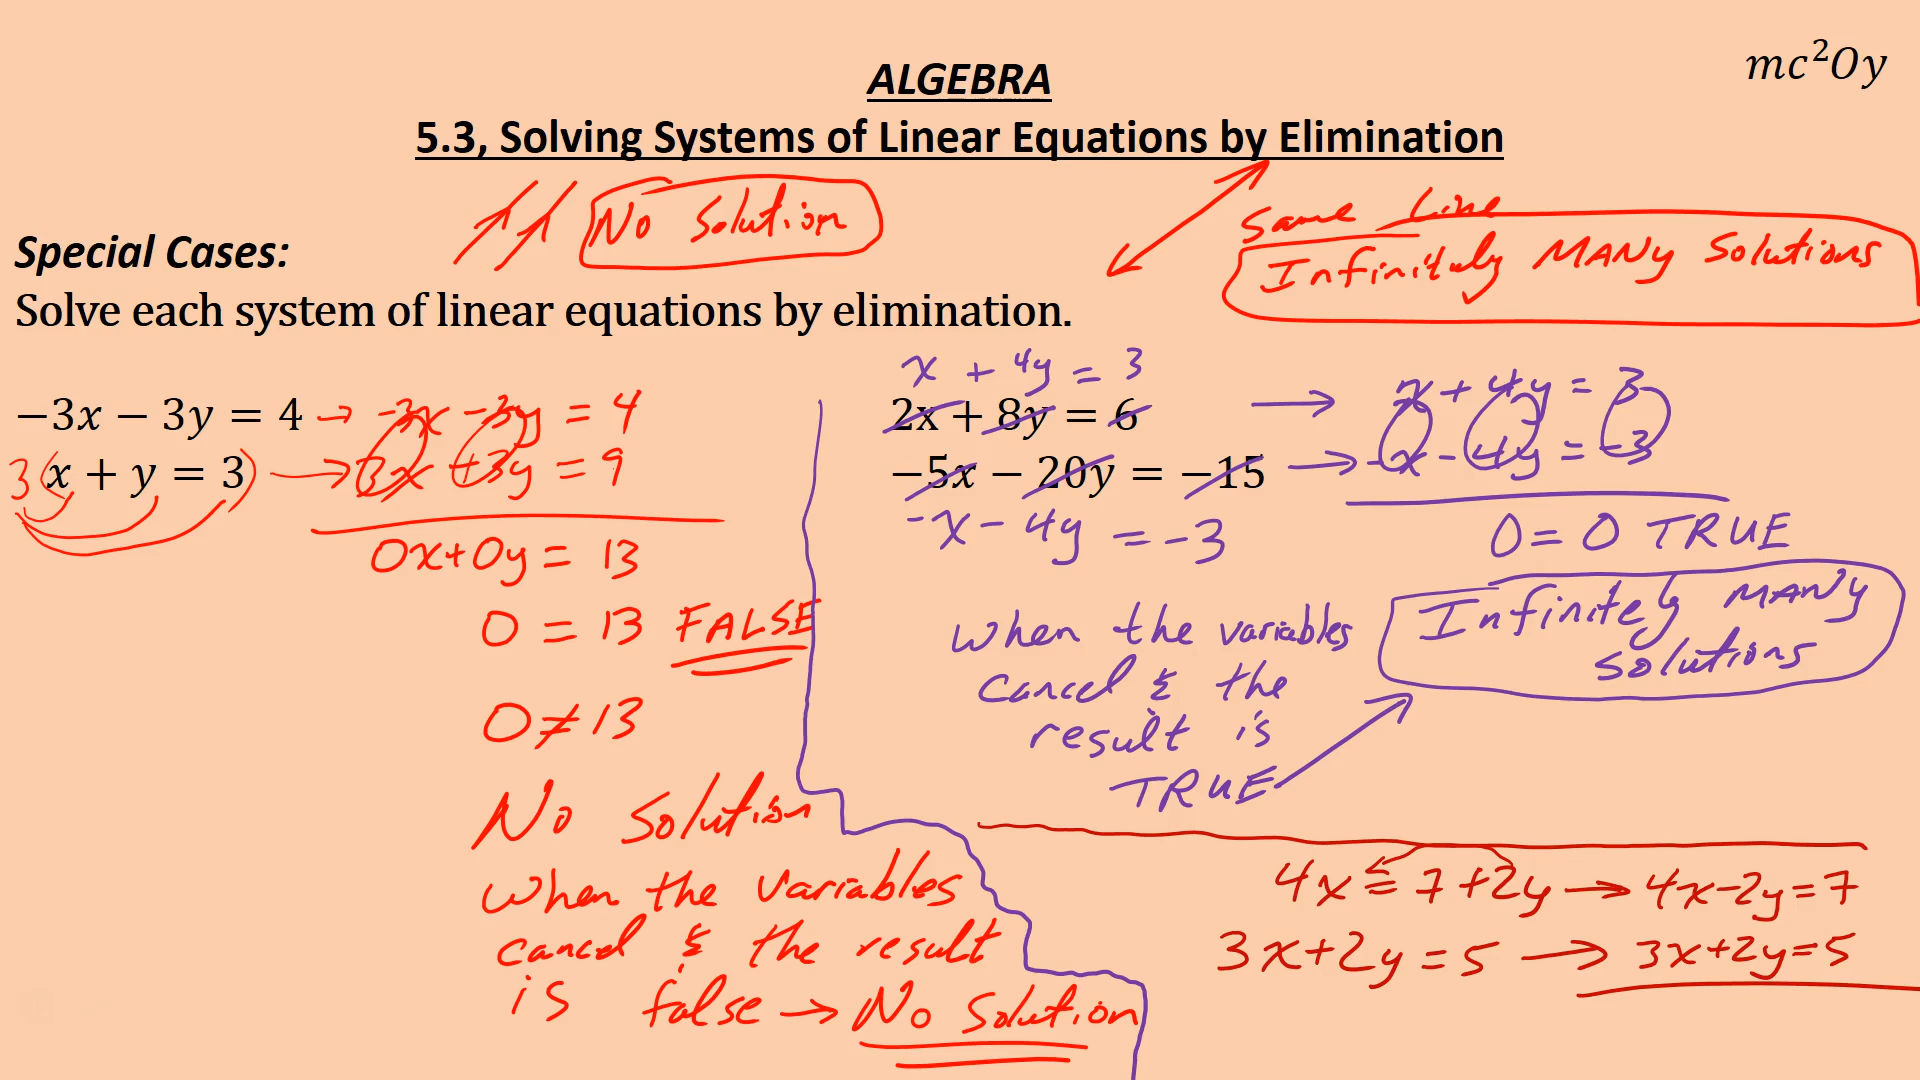 mc²Oy
ALGEBRA
5.3, Solving Systems of Linear Equations by Elimination
No Solution
Same Line
Infinitely MANy Solutions
Special Cases:
Solve each system of linear equations by elimination.
−3x − 3y = 4 → -3x - 3y = 4
3(x + y = 3) → 3x + 3y = 9
0x+0y = 13
0 = 13 FALSE
0 ≠ 13
No Solution
when the variables
cancel & the result
is false → No Solution
x + 4y = 3
2x + 8y = 6 → x + 4y = 3
−5x − 20y = −15 → -x - 4y = -3
-x - 4y = -3
0 = 0 TRUE
Infinitely MANy
solutions
when the variables
cancel & the
result is
TRUE
4x = 7 + 2y → 4x - 2y = 7
3x + 2y = 5 → 3x + 2y = 5